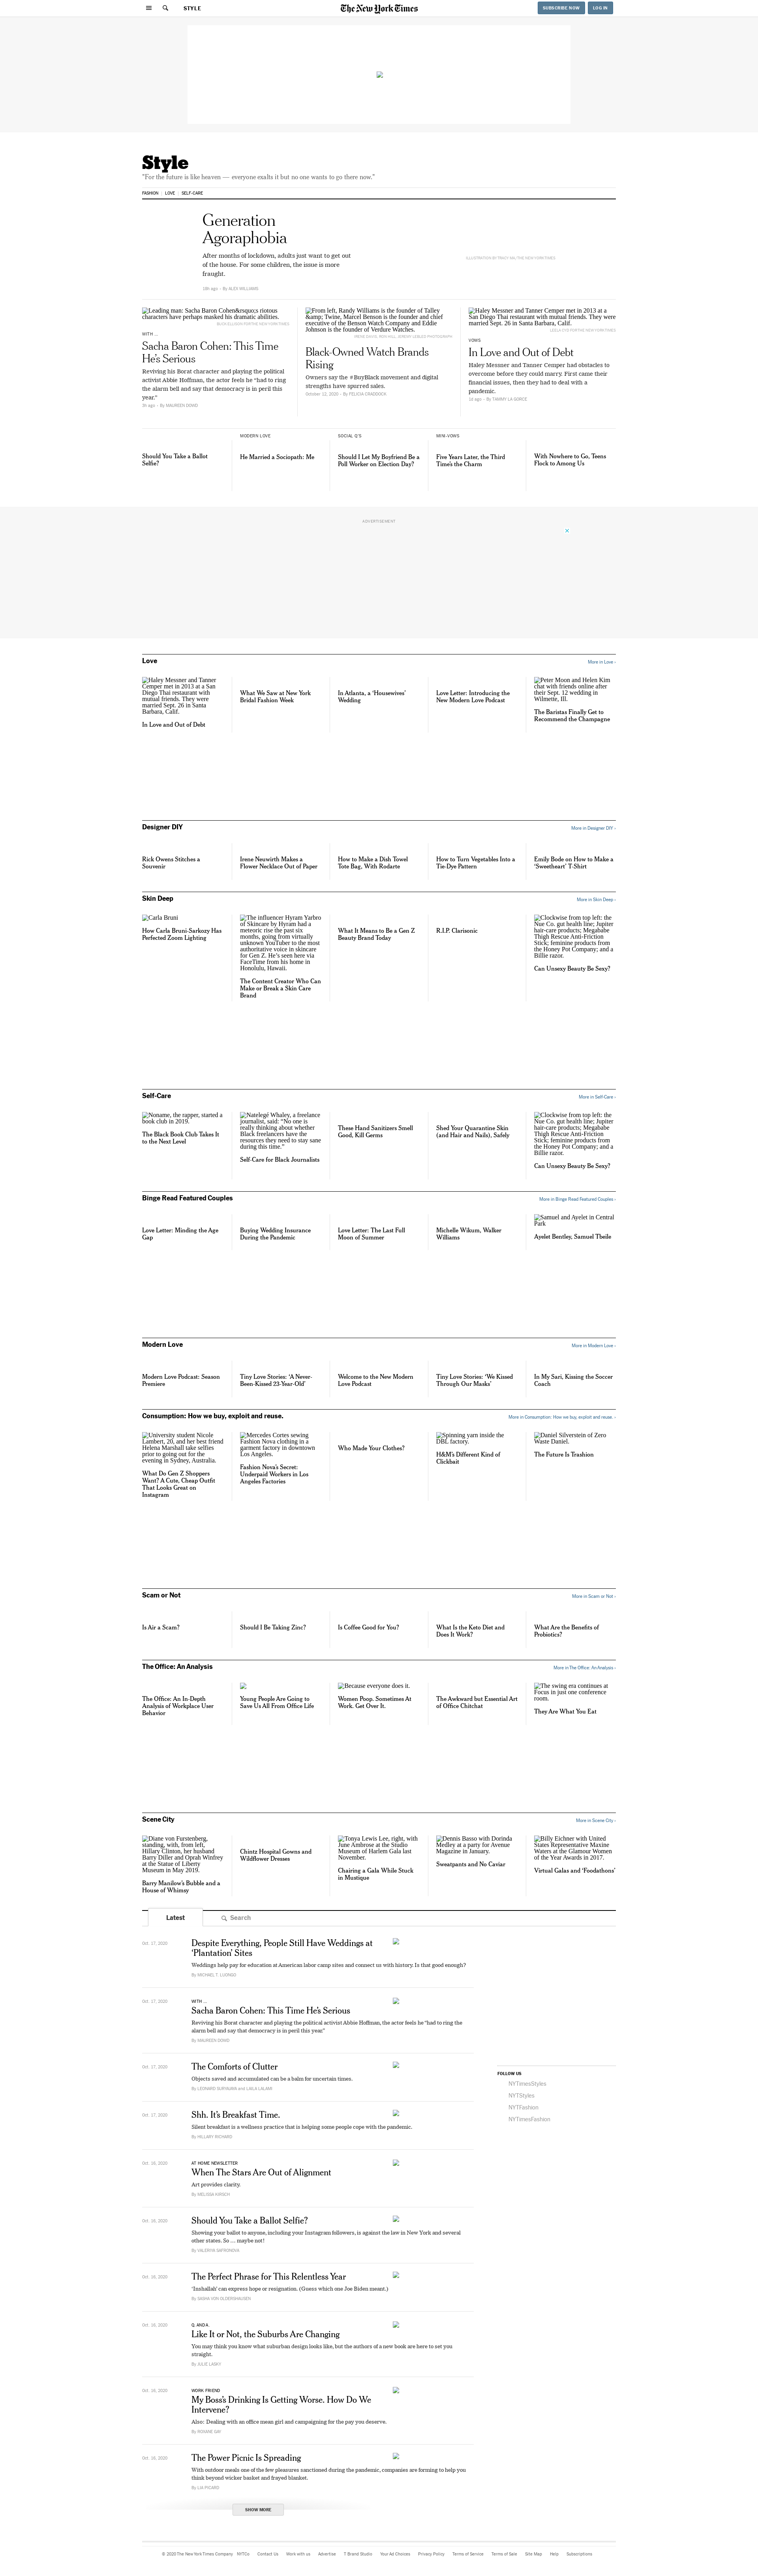 STYLE
The New York Times
SUBSCRIBE NOW
LOG IN
Style
"For the future is like heaven — everyone exalts it but no one wants to go there now."
FASHION
LOVE
SELF-CARE
Generation Agoraphobia
After months of lockdown, adults just want to get out of the house. For some children, the issue is more fraught.
By ALEX WILLIAMS
Leading man: Sacha Baron Cohen&rsquo;s riotous characters have perhaps masked his dramatic abilities.
WITH ...
Sacha Baron Cohen: This Time He's Serious
Reviving his Borat character and playing the political activist Abbie Hoffman, the actor feels he "had to ring the alarm bell and say that democracy is in peril this year."
By MAUREEN DOWD
From left, Randy Williams is the founder of Talley &amp; Twine, Marcel Benson is the founder and chief executive of the Benson Watch Company and Eddie Johnson is the founder of Verdure Watches.
Black-Owned Watch Brands Rising
Owners say the #BuyBlack movement and digital strengths have spurred sales.
October 12, 2020 - By FELICIA CRADDOCK
Haley Messner and Tanner Cemper met in 2013 at a San Diego Thai restaurant with mutual friends. They were married Sept. 26 in Santa Barbara, Calif.
VOWS
In Love and Out of Debt
Haley Messner and Tanner Cemper had obstacles to overcome before they could marry. First came their financial issues, then they had to deal with a pandemic.
By TAMMY LA GORCE
Should You Take a Ballot Selfie?
MODERN LOVE
He Married a Sociopath: Me
SOCIAL Q'S
Should I Let My Boyfriend Be a Poll Worker on Election Day?
MINI-VOWS
Five Years Later, the Third Time's the Charm
With Nowhere to Go, Teens Flock to Among Us
ADVERTISEMENT
Love
More in Love ›
Haley Messner and Tanner Cemper met in 2013 at a San Diego Thai restaurant with mutual friends. They were married Sept. 26 in Santa Barbara, Calif.
In Love and Out of Debt
What We Saw at New York Bridal Fashion Week
In Atlanta, a 'Housewives' Wedding
Love Letter: Introducing the New Modern Love Podcast
Peter Moon and Helen Kim chat with friends online after their Sept. 12 wedding in Wilmette, Ill.
The Baristas Finally Get to Recommend the Champagne
Designer DIY
More in Designer DIY ›
Rick Owens Stitches a Souvenir
Irene Neuwirth Makes a Flower Necklace Out of Paper
How to Make a Dish Towel Tote Bag, With Rodarte
How to Turn Vegetables Into a Tie-Dye Pattern
Emily Bode on How to Make a 'Sweetheart' T-Shirt
Skin Deep
More in Skin Deep ›
Carla Bruni
How Carla Bruni-Sarkozy Has Perfected Zoom Lighting
The influencer Hyram Yarbro of Skincare by Hyram had a meteoric rise the past six months, going from virtually unknown YouTuber to the most authoritative voice in skincare for Gen Z. He's seen here via FaceTime from his home in Honolulu, Hawaii.
The Content Creator Who Can Make or Break a Skin Care Brand
What It Means to Be a Gen Z Beauty Brand Today
R.I.P. Clarisonic
Clockwise from top left: the Nue Co. gut health line; Jupiter hair-care products; Megababe Thigh Rescue Anti-Friction Stick; feminine products from the Honey Pot Company; and a Billie razor.
Can Unsexy Beauty Be Sexy?
Self-Care
More in Self-Care ›
Noname, the rapper, started a book club in 2019.
The Black Book Club Takes It to the Next Level
Natelegé Whaley, a freelance journalist, said: "No one is really thinking about whether Black freelancers have the resources they need to stay sane during this time."
Self-Care for Black Journalists
These Hand Sanitizers Smell Good, Kill Germs
Shed Your Quarantine Skin (and Hair and Nails), Safely
Clockwise from top left: the Nue Co. gut health line; Jupiter hair-care products; Megababe Thigh Rescue Anti-Friction Stick; feminine products from the Honey Pot Company; and a Billie razor.
Can Unsexy Beauty Be Sexy?
Binge Read Featured Couples
More in Binge Read Featured Couples ›
Love Letter: Minding the Age Gap
Buying Wedding Insurance During the Pandemic
Love Letter: The Last Full Moon of Summer
Michelle Wikum, Walker Williams
Samuel and Ayelet in Central Park
Ayelet Bentley, Samuel Theile
Modern Love
More in Modern Love ›
Modern Love Podcast: Season Premiere
Tiny Love Stories: 'A Never-Been-Kissed 23-Year-Old'
Welcome to the New Modern Love Podcast
Tiny Love Stories: 'We Kissed Through Our Masks'
In My Sari, Kissing the Soccer Coach
Consumption: How we buy, exploit and reuse.
More in Consumption: How we buy, exploit and reuse. ›
University student Nicole Lambert, 20, and her best friend Helena Marshall take selfies prior to going out for the evening in Sydney, Australia.
What Do Gen Z Shoppers Want? A Cute, Cheap Outfit That Looks Great on Instagram
Mercedes Cortes sewing Fashion Nova clothing in a garment factory in downtown Los Angeles.
Fashion Nova's Secret: Underpaid Workers in Los Angeles Factories
Who Made Your Clothes?
Spinning yarn inside the DBL factory.
H&M's Different Kind of Clickbait
Daniel Silverstein of Zero Waste Daniel.
The Future Is Trashion
Scam or Not
More in Scam or Not ›
Is Air a Scam?
Should I Be Taking Zinc?
Is Coffee Good for You?
What Is the Keto Diet and Does It Work?
What Are the Benefits of Probiotics?
The Office: An Analysis
More in The Office: An Analysis ›
The Office: An In-Depth Analysis of Workplace User Behavior
Young People Are Going to Save Us All From Office Life
Because everyone does it.
Women Poop. Sometimes At Work. Get Over It.
The Awkward but Essential Art of Office Chitchat
The swing era continues at Focus in just one conference room.
They Are What You Eat
Scene City
More in Scene City ›
Diane von Furstenberg, standing, with, from left, Hillary Clinton, her husband Barry Diller and Oprah Winfrey at the Statue of Liberty Museum in May 2019.
Barry Manilow's Bubble and a House of Whimsy
Chintz Hospital Gowns and Wildflower Dresses
Tonya Lewis Lee, right, with June Ambrose at the Studio Museum of Harlem Gala last November.
Chairing a Gala While Stuck in Mustique
Dennis Basso with Dorinda Medley at a party for Avenue Magazine in January.
Sweatpants and No Caviar
Billy Eichner with United States Representative Maxine Waters at the Glamour Women of the Year Awards in 2017.
Virtual Galas and 'Foodathons'
Latest
Search
Oct. 17, 2020
Despite Everything, People Still Have Weddings at 'Plantation' Sites
Weddings help pay for education at American labor camp sites and connect us with history. Is that good enough?
By MICHAEL T. LUONGO
Oct. 17, 2020
WITH ...
Sacha Baron Cohen: This Time He's Serious
Reviving his Borat character and playing the political activist Abbie Hoffman, the actor feels he "had to ring the alarm bell and say that democracy is in peril this year."
By MAUREEN DOWD
Oct. 17, 2020
The Comforts of Clutter
Objects saved and accumulated can be a balm for uncertain times.
Oct. 17, 2020
Shh. It's Breakfast Time.
Silent breakfast is a wellness practice that is helping some people cope with the pandemic.
By HILLARY RICHARD
Oct. 16, 2020
AT HOME NEWSLETTER
When The Stars Are Out of Alignment
Art provides clarity.
By MELISSA KIRSCH
Oct. 16, 2020
Should You Take a Ballot Selfie?
Showing your ballot to anyone, including your Instagram followers, is against the law in New York and several other states. So … maybe not!
By VALERIYA SAFRONOVA
Oct. 16, 2020
The Perfect Phrase for This Relentless Year
'Inshallah' can express hope or resignation. (Guess which one Joe Biden meant.)
By SASHA VON OLDERSHAUSEN
Oct. 16, 2020
Q. AND A.
Like It or Not, the Suburbs Are Changing
You may think you know what suburban design looks like, but the authors of a new book are here to set you straight.
By JULIE LASKY
Oct. 16, 2020
WORK FRIEND
My Boss's Drinking Is Getting Worse. How Do We Intervene?
Also: Dealing with an office mean girl and campaigning for the pay you deserve.
By ROXANE GAY
Oct. 16, 2020
The Power Picnic Is Spreading
With outdoor meals one of the few pleasures sanctioned during the pandemic, companies are forming to help you think beyond wicker basket and frayed blanket.
By LIA PICARD
SHOW MORE
FOLLOW US
NYTimesStyles
NYTStyles
NYTFashion
NYTimesFashion
© 2020 The New York Times Company
NYTCo
Contact Us
Work with us
Advertise
T Brand Studio
Your Ad Choices
Privacy Policy
Terms of Service
Terms of Sale
Site Map
Help
Subscriptions